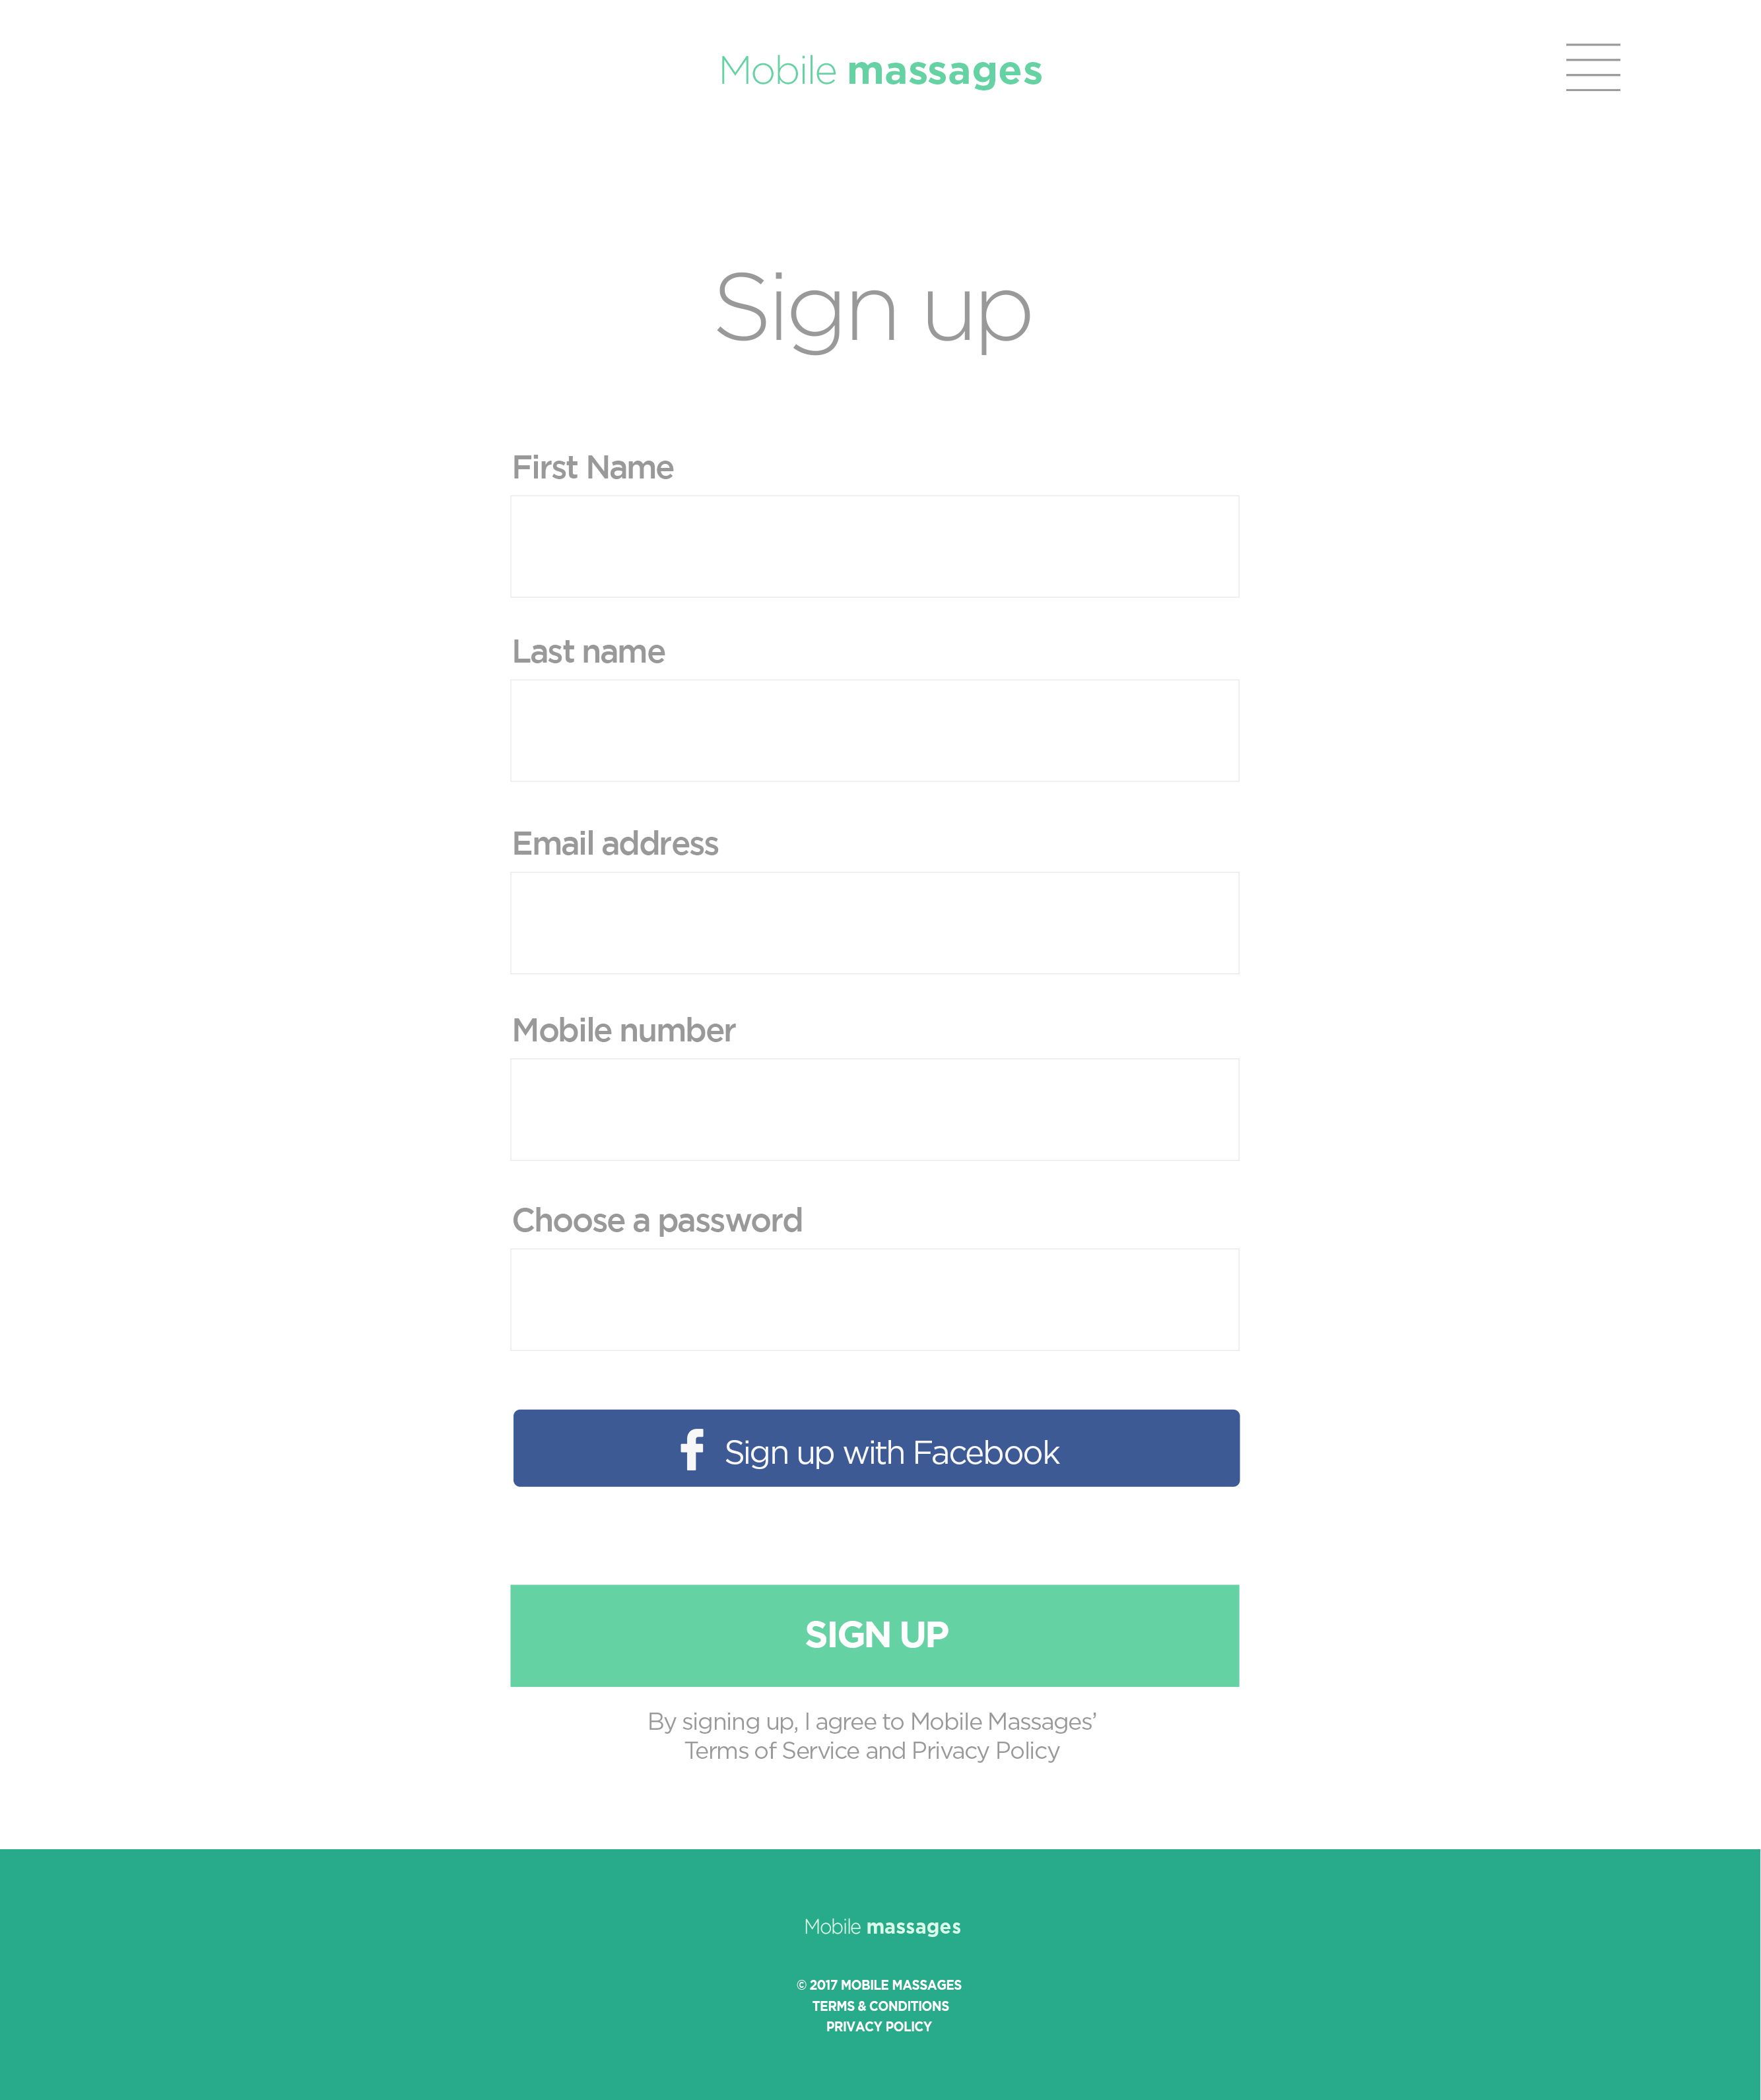 Mobile massages
Sign up
First Name
Last name
Email address
Mobile number
Choose a password
f Sign up with Facebook
SIGN UP
By signing up, I agree to Mobile Massages’
Terms of Service and Privacy Policy
Mobile massages
© 2017 MOBILE MASSAGES
TERMS & CONDITIONS
PRIVACY POLICY